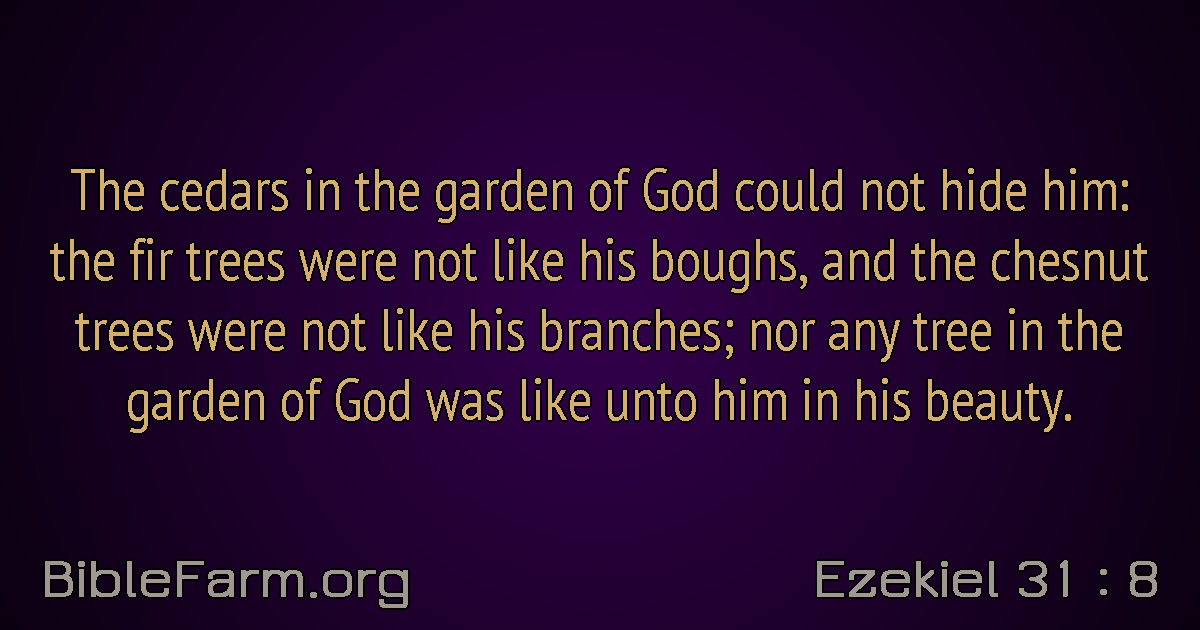 The cedars in the garden of God could not hide him:
the fir trees were not like his boughs, and the chesnut
trees were not like his branches; nor any tree in the
garden of God was like unto him in his beauty.
BibleFarm.org
Ezekiel 31 : 8